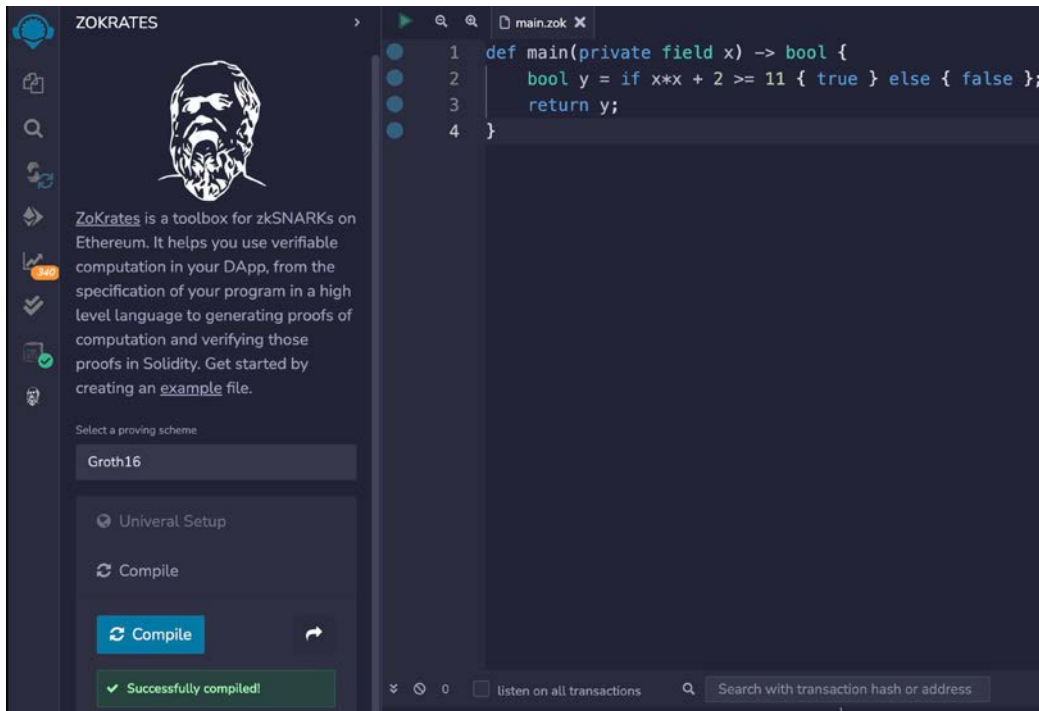 ZOKRATES
ZoKrates is a toolbox for zkSNARKs on
Ethereum. It helps you use verifiable
computation in your DApp, from the
specification of your program in a high
level language to generating proofs of
computation and verifying those
proofs in Solidity. Get started by
creating an example file.
Select a proving scheme
Groth16
Univeral Setup
Compile
Compile
Successfully compiled!
340
main.zok
1 def main(private field x) -> bool {
2 bool y = if x*x + 2 >= 11 { true } else { false };
3 return y;
4 }
0 listen on all transactions Search with transaction hash or address